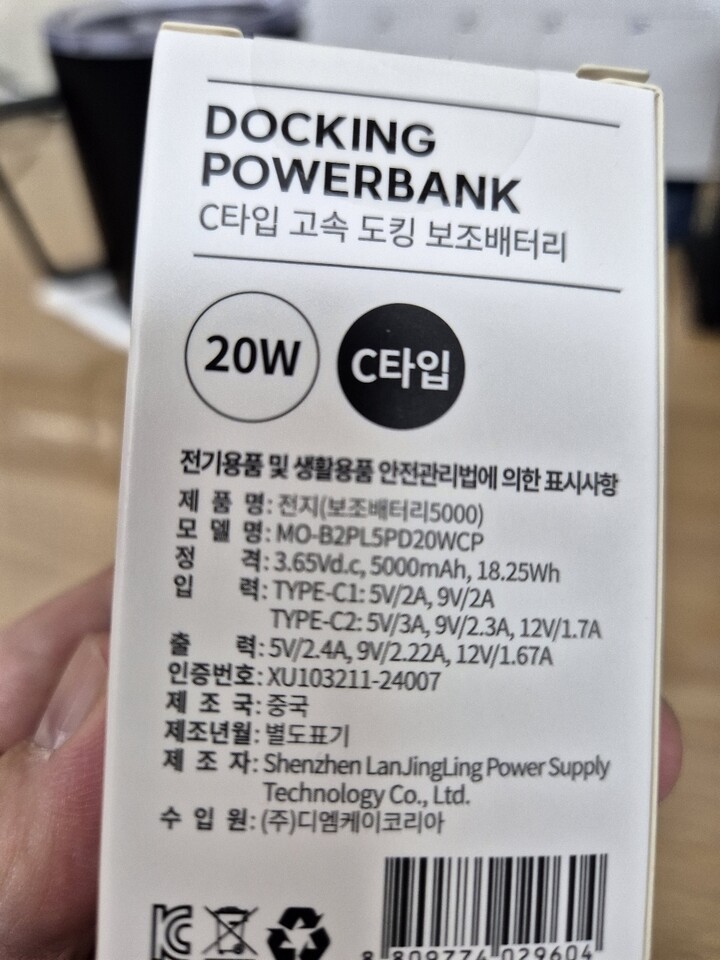 DOCKING
POWERBANK
C타입 고속 도킹 보조배터리
20W
C타입
전기용품 및 생활용품 안전관리법에 의한 표시사항
제 품 명: 전지(보조배터리5000)
모 델 명: MO-B2PL5PD20WCP
정 격: 3.65Vd.c, 5000mAh, 18.25Wh
입 력: TYPE-C1: 5V/2A, 9V/2A
TYPE-C2: 5V/3A, 9V/2.3A, 12V/1.7A
출 력: 5V/2.4A, 9V/2.22A, 12V/1.67A
인증번호: XU103211-24007
제 조 국: 중국
제조년월: 별도표기
제 조 자: Shenzhen LanJingLing Power Supply
Technology Co., Ltd.
수 입 원: (주)디엠케이코리아
8 809774 029604